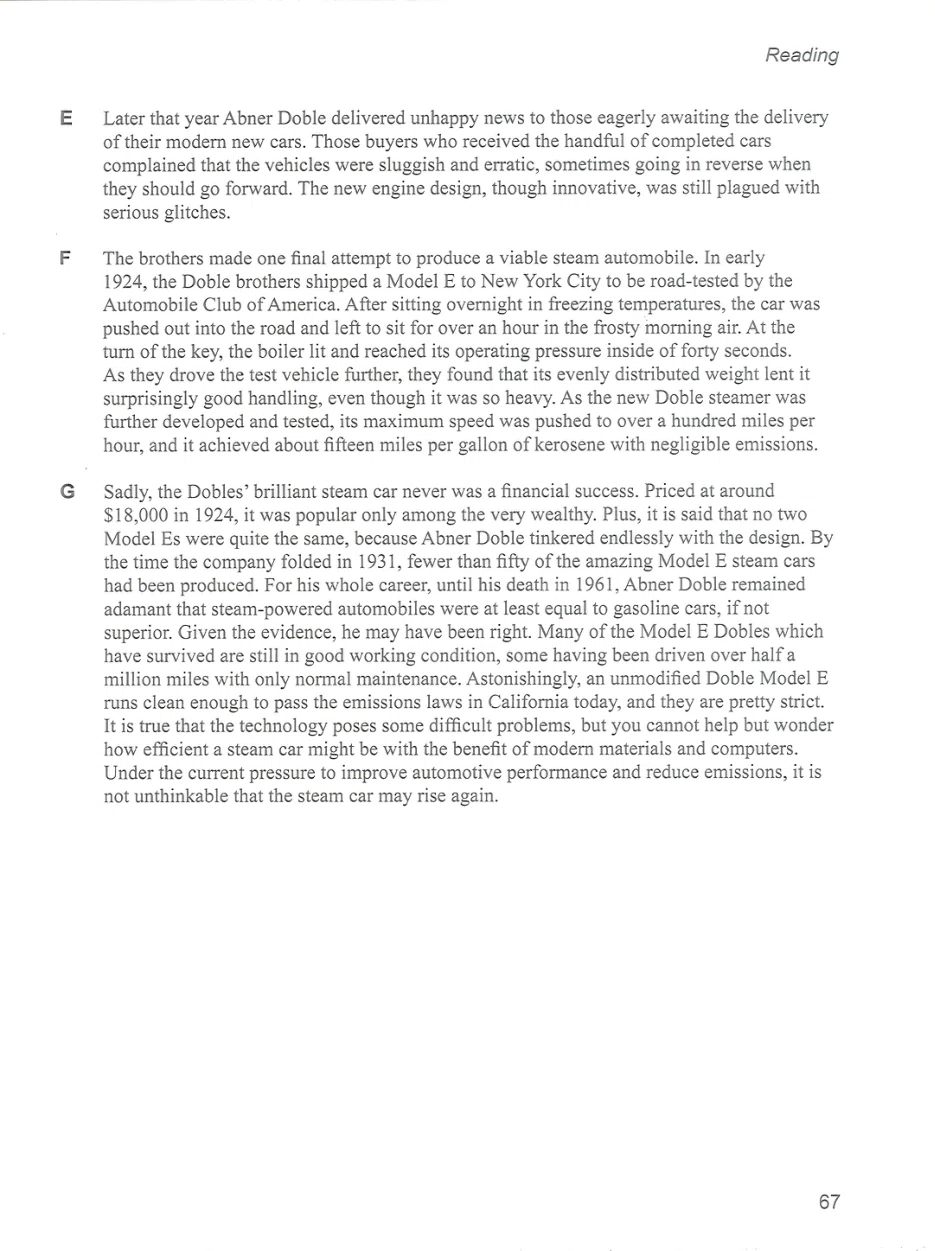 Reading
E Later that year Abner Doble delivered unhappy news to those eagerly awaiting the delivery
of their modern new cars. Those buyers who received the handful of completed cars
complained that the vehicles were sluggish and erratic, sometimes going in reverse when
they should go forward. The new engine design, though innovative, was still plagued with
serious glitches.
F The brothers made one final attempt to produce a viable steam automobile. In early
1924, the Doble brothers shipped a Model E to New York City to be road-tested by the
Automobile Club of America. After sitting overnight in freezing temperatures, the car was
pushed out into the road and left to sit for over an hour in the frosty morning air. At the
turn of the key, the boiler lit and reached its operating pressure inside of forty seconds.
As they drove the test vehicle further, they found that its evenly distributed weight lent it
surprisingly good handling, even though it was so heavy. As the new Doble steamer was
further developed and tested, its maximum speed was pushed to over a hundred miles per
hour, and it achieved about fifteen miles per gallon of kerosene with negligible emissions.
G Sadly, the Dobles' brilliant steam car never was a financial success. Priced at around
$18,000 in 1924, it was popular only among the very wealthy. Plus, it is said that no two
Model Es were quite the same, because Abner Doble tinkered endlessly with the design. By
the time the company folded in 1931, fewer than fifty of the amazing Model E steam cars
had been produced. For his whole career, until his death in 1961, Abner Doble remained
adamant that steam-powered automobiles were at least equal to gasoline cars, if not
superior. Given the evidence, he may have been right. Many of the Model E Dobles which
have survived are still in good working condition, some having been driven over half a
million miles with only normal maintenance. Astonishingly, an unmodified Doble Model E
runs clean enough to pass the emissions laws in California today, and they are pretty strict.
It is true that the technology poses some difficult problems, but you cannot help but wonder
how efficient a steam car might be with the benefit of modern materials and computers.
Under the current pressure to improve automotive performance and reduce emissions, it is
not unthinkable that the steam car may rise again.
67